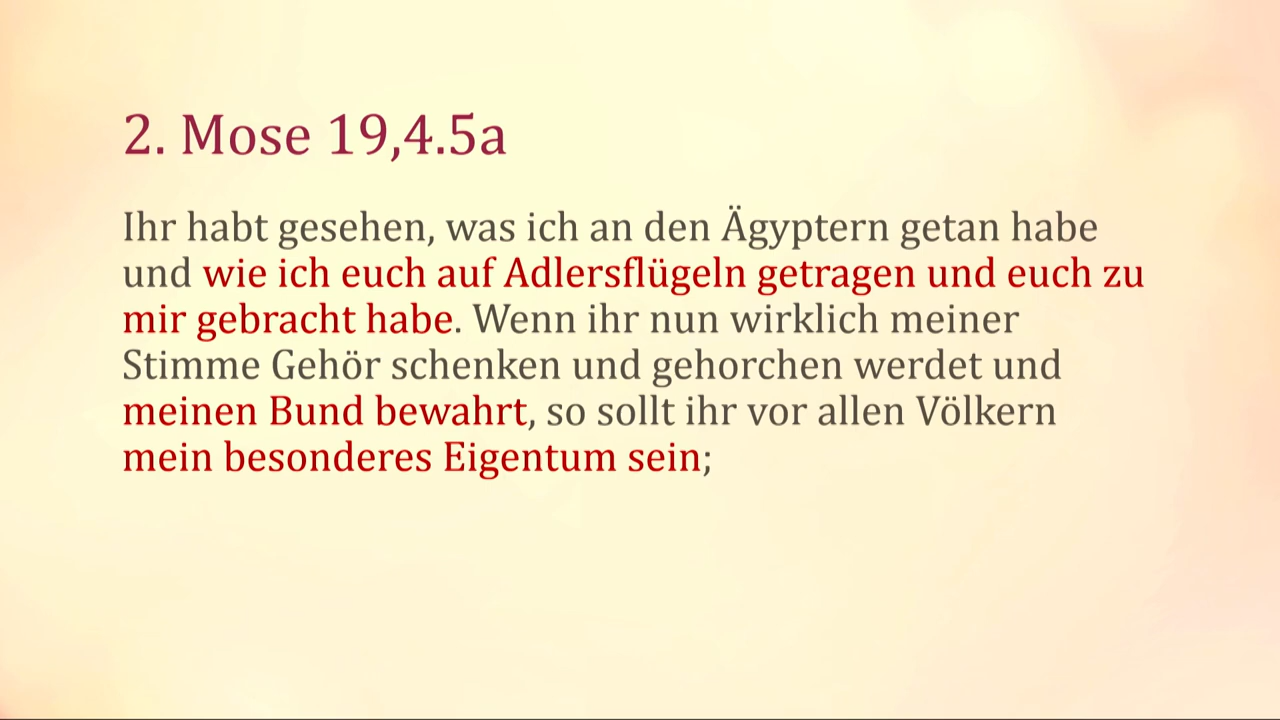 2. Mose 19,4.5a
Ihr habt gesehen, was ich an den Ägyptern getan habe
und wie ich euch auf Adlersflügeln getragen und euch zu
mir gebracht habe. Wenn ihr nun wirklich meiner
Stimme Gehör schenken und gehorchen werdet und
meinen Bund bewahrt, so sollt ihr vor allen Völkern
mein besonderes Eigentum sein;